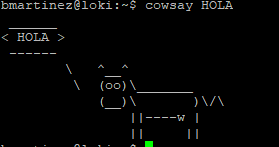 bmartinez@loki:~$ cowsay HOLA
 ______
< HOLA >
 ------
        \   ^__^
         \  (oo)\_______
            (__)\       )\/\
                ||----w |
                ||     ||
bmartinez@loki:~$